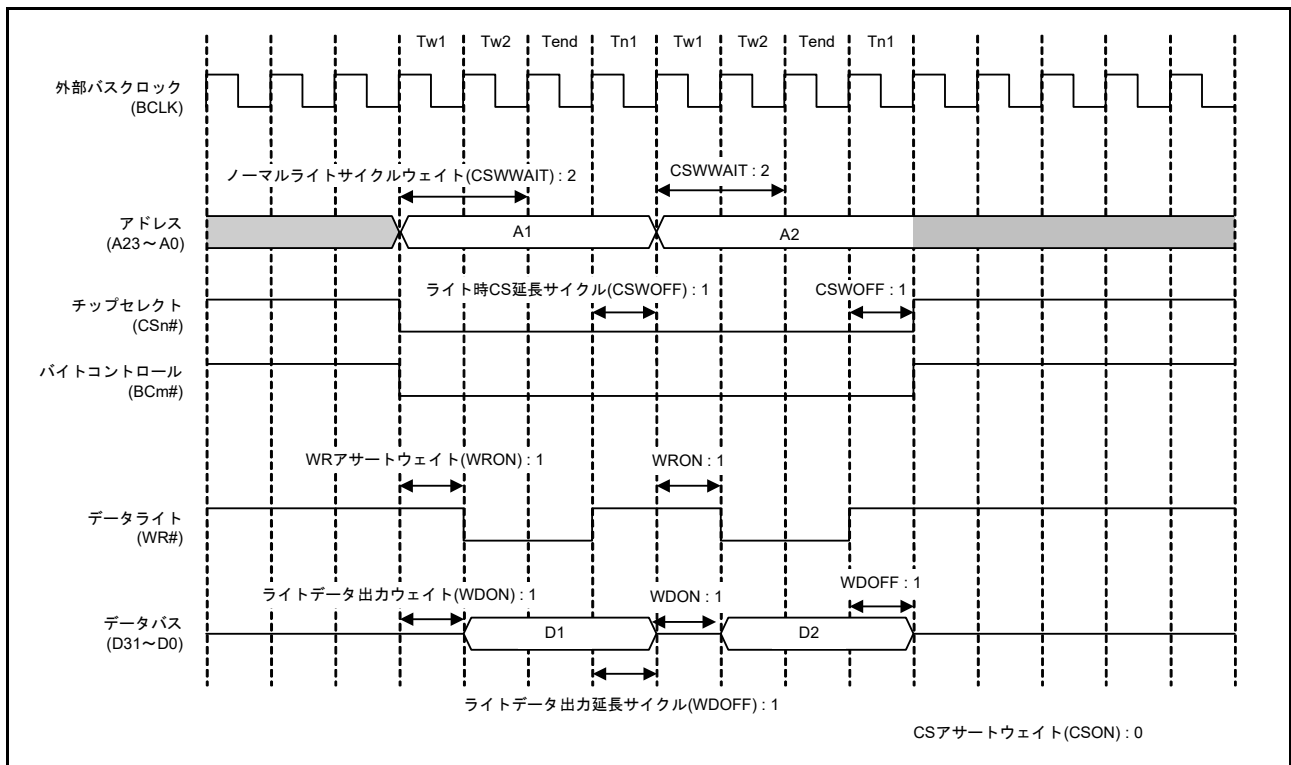 Tw1 Tw2 Tend Tn1 Tw1 Tw2 Tend Tn1
外部バスクロック
(BCLK)
ノーマルライトサイクルウェイト(CSWWAIT) : 2
CSWWAIT : 2
アドレス
(A23～A0)
A1
A2
ライト時CS延長サイクル(CSWOFF) : 1
CSWOFF : 1
チップセレクト
(CSn#)
バイトコントロール
(BCm#)
WRアサートウェイト(WRON) : 1
WRON : 1
データライト
(WR#)
ライトデータ出力ウェイト(WDON) : 1
WDON : 1
WDOFF : 1
データバス
(D31～D0)
D1
D2
ライトデータ出力延長サイクル(WDOFF) : 1
CSアサートウェイト(CSON) : 0